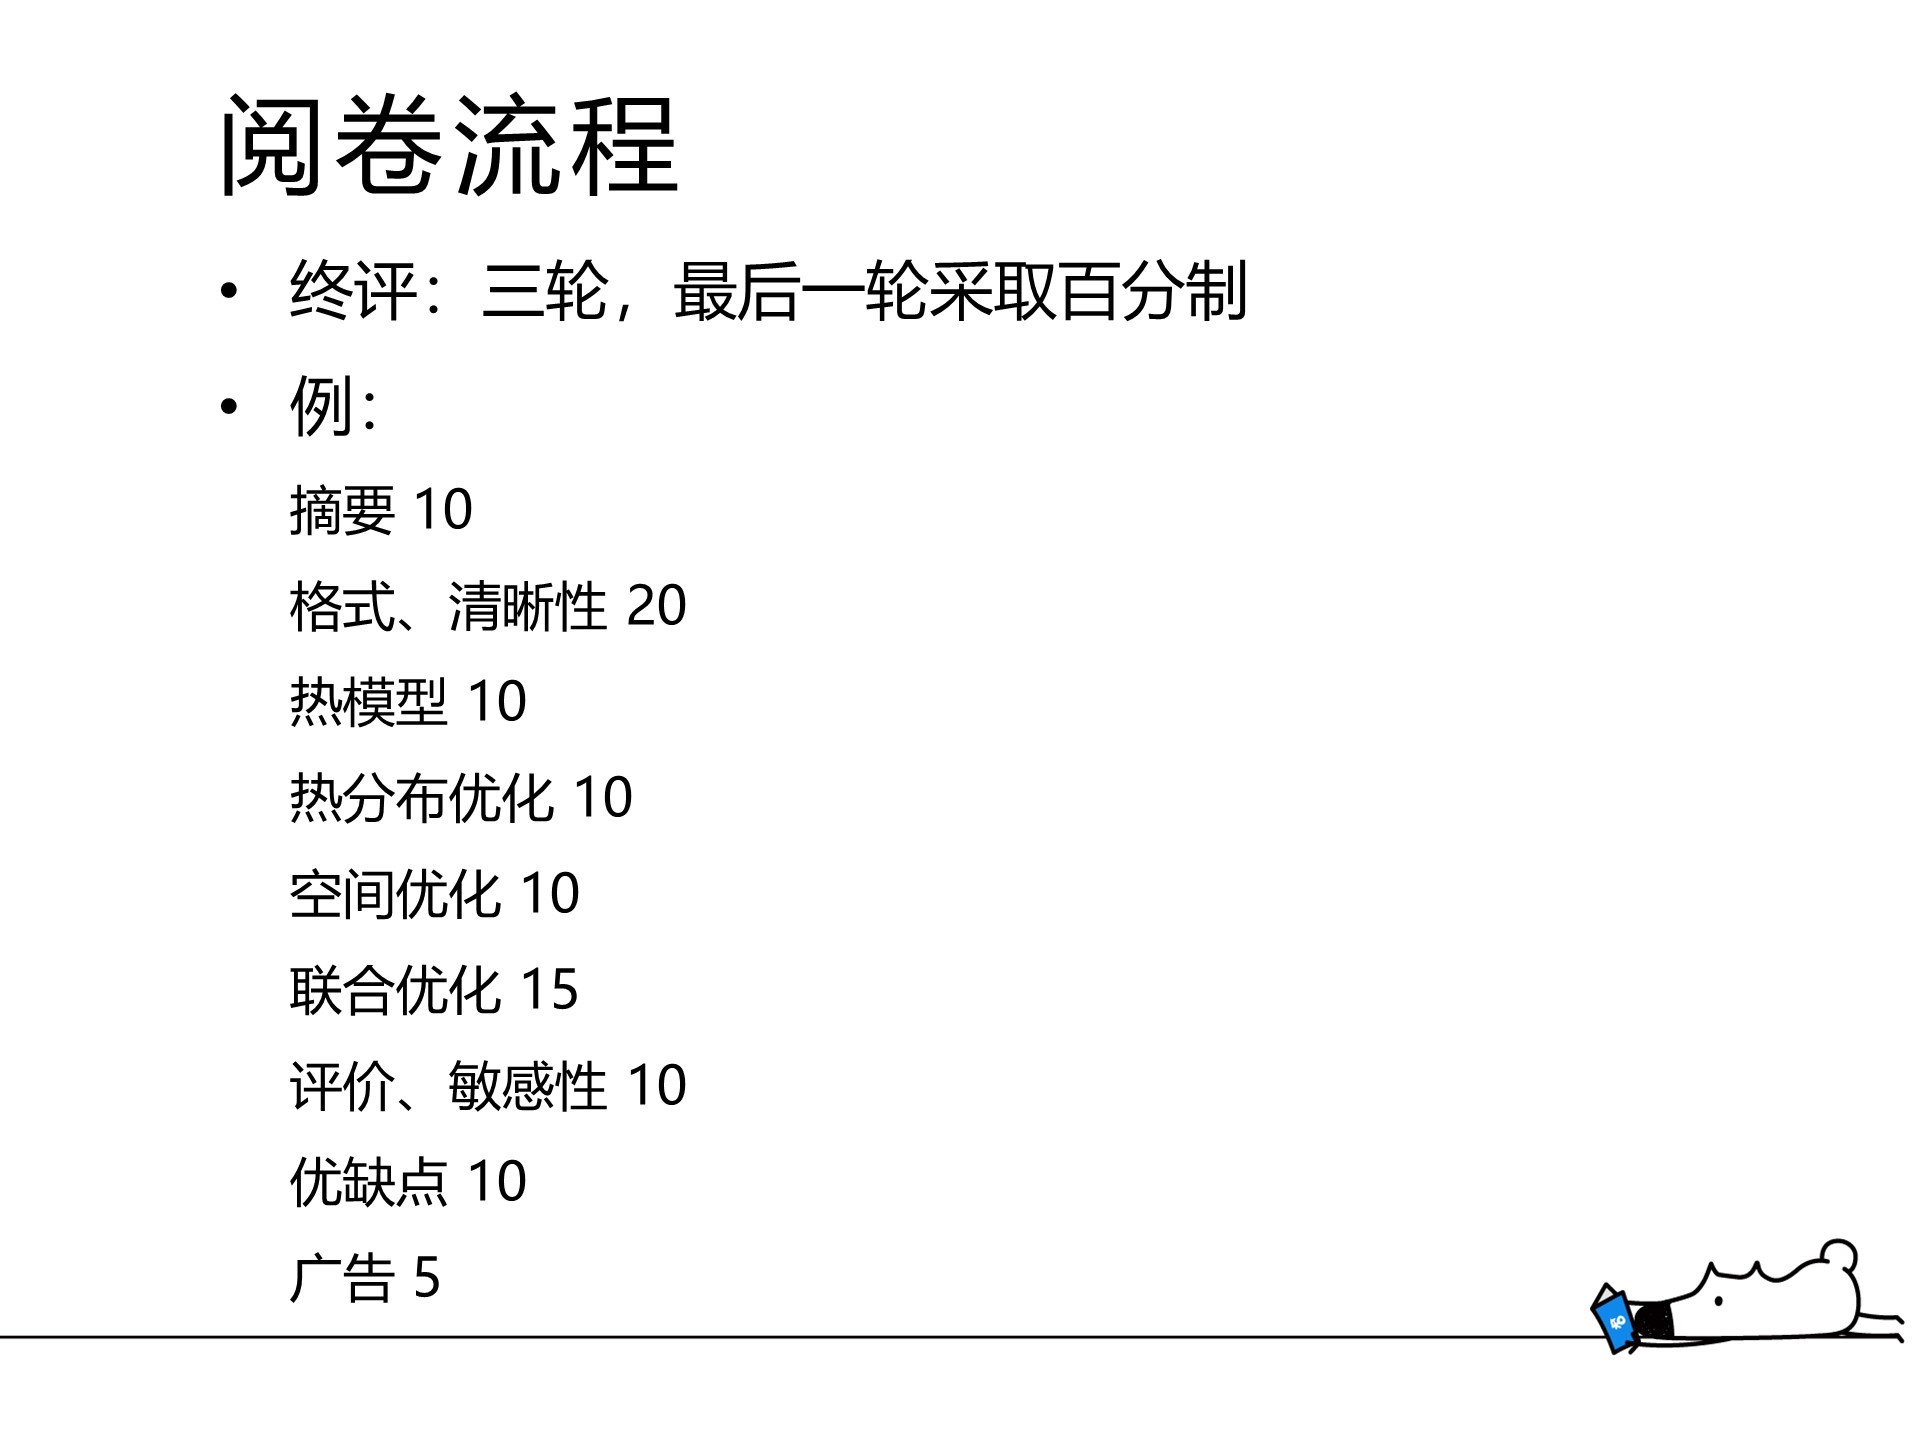 阅卷流程
• 终评：三轮，最后一轮采取百分制
• 例：
摘要 10
格式、清晰性 20
热模型 10
热分布优化 10
空间优化 10
联合优化 15
评价、敏感性 10
优缺点 10
广告 5
知